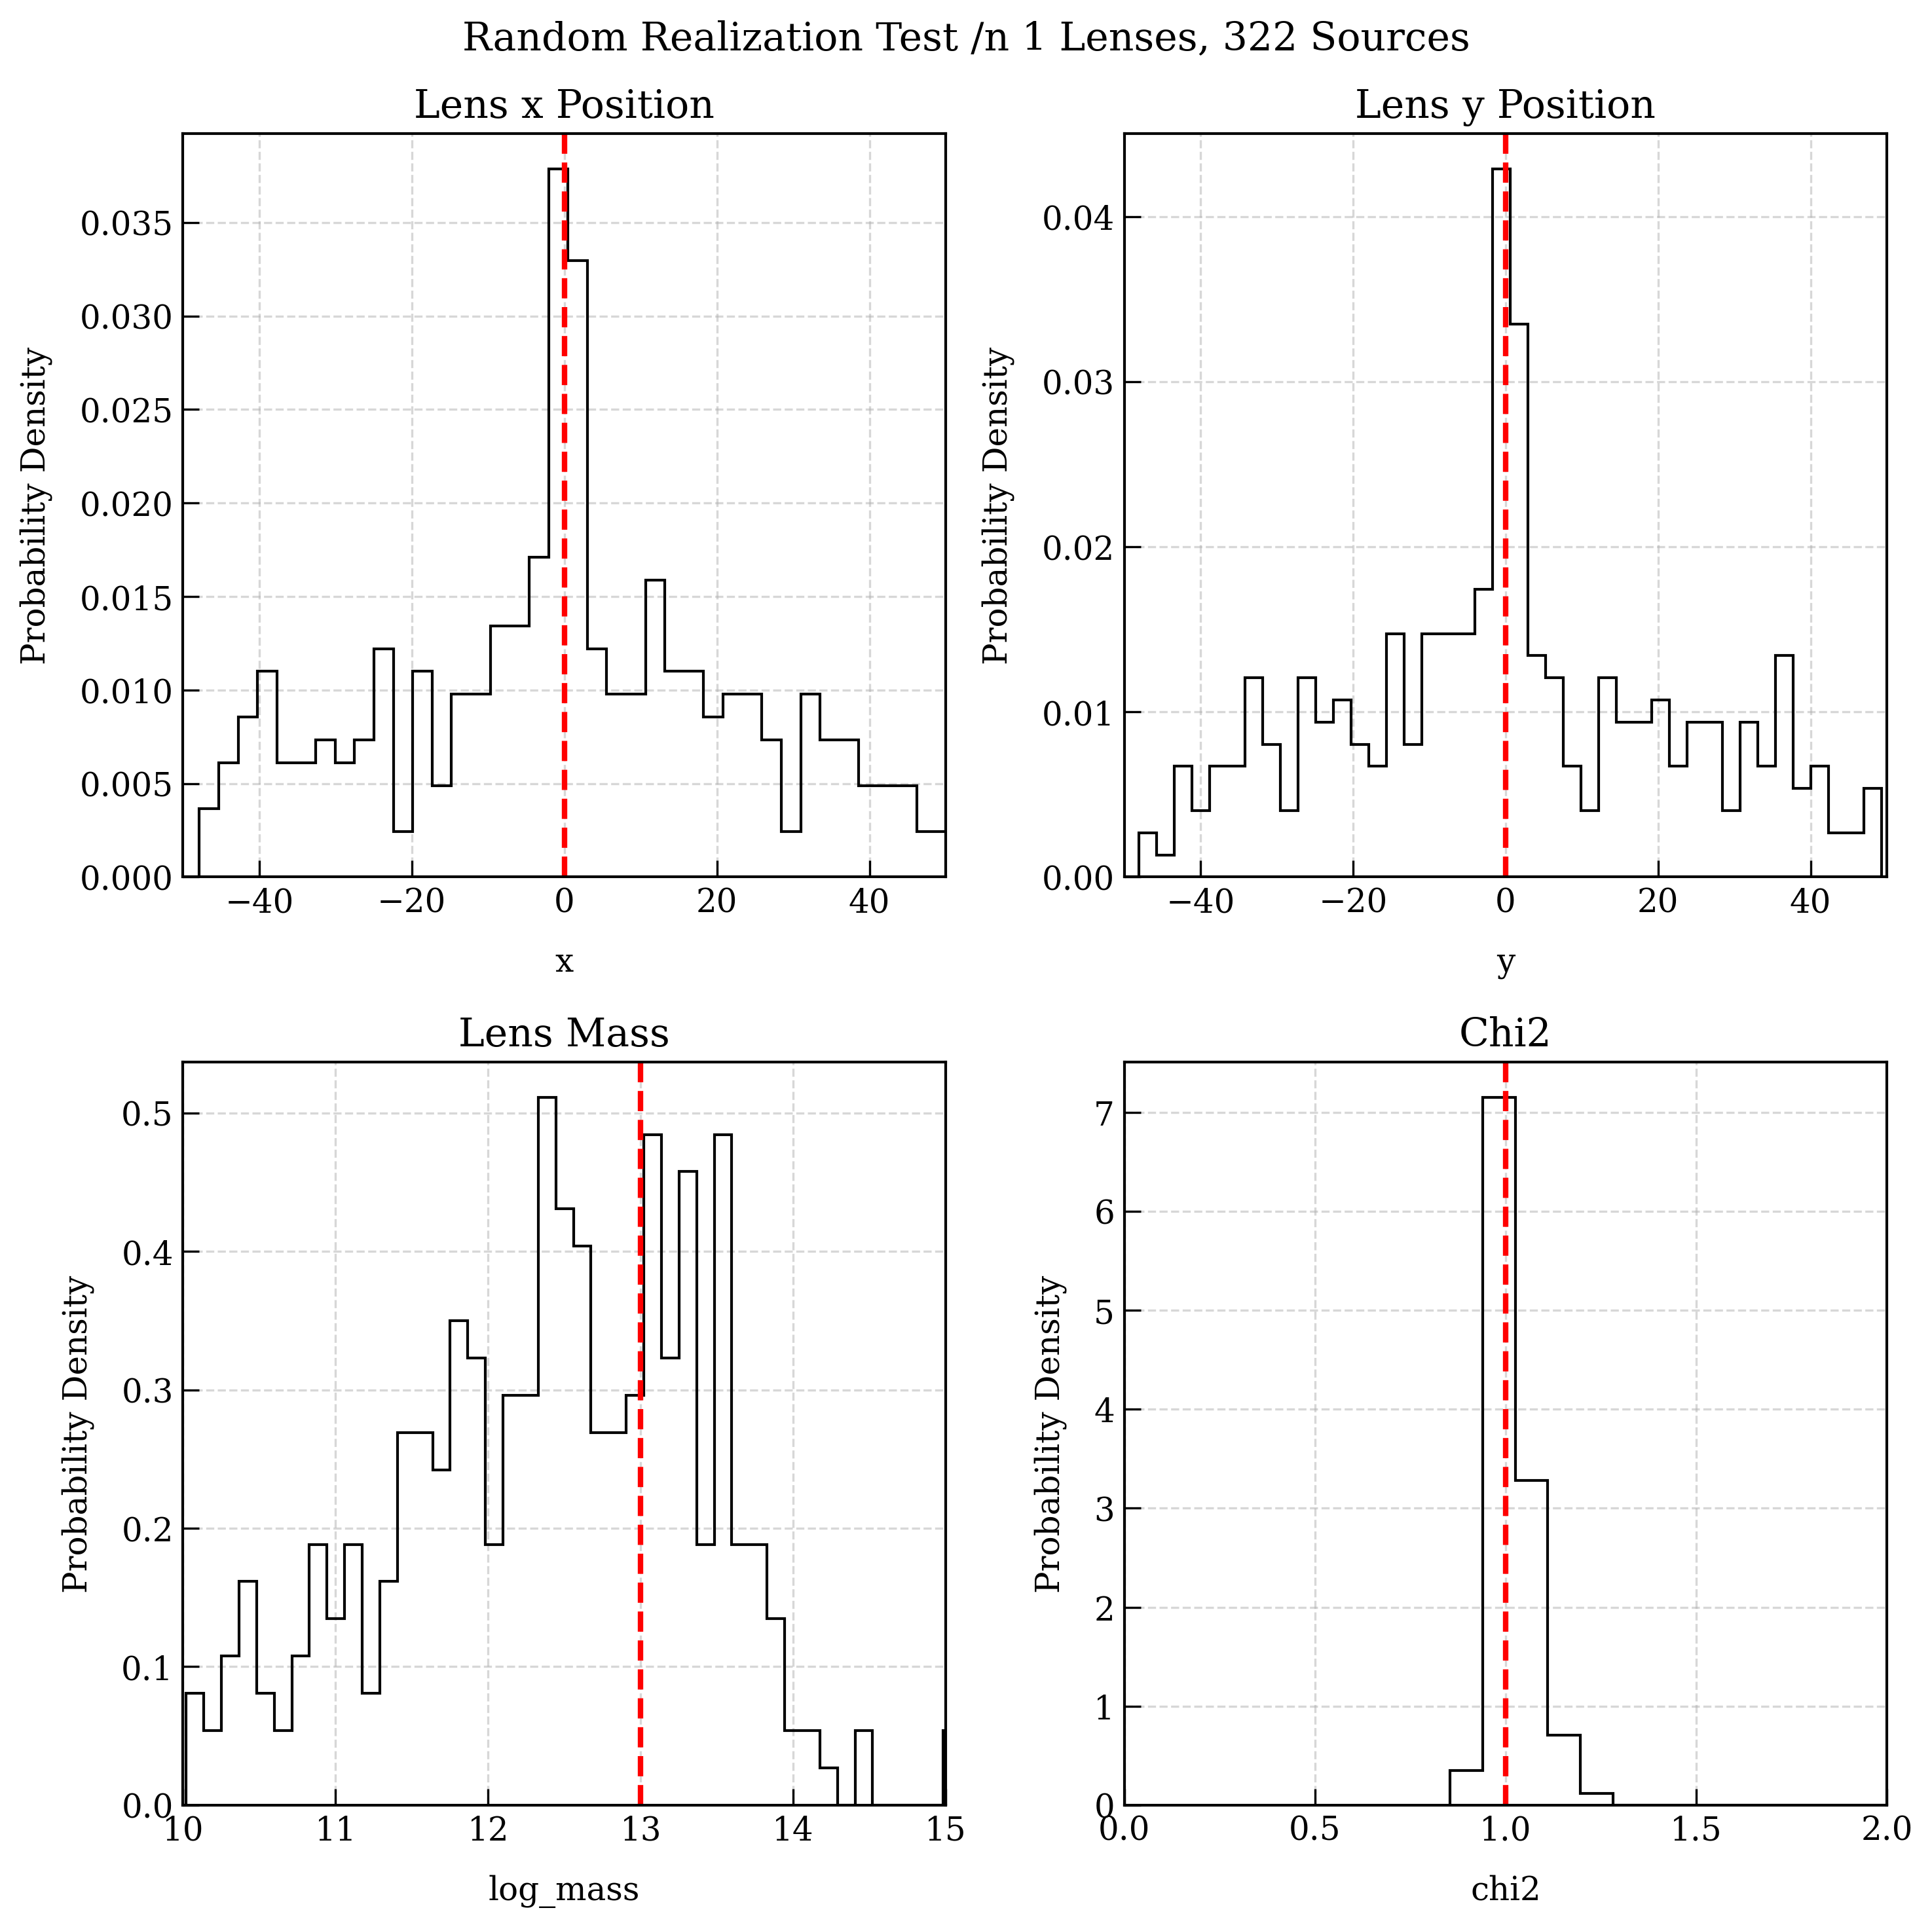 Random Realization Test /n 1 Lenses, 322 Sources
Lens x Position
Probability Density
0.035
0.030
0.025
0.020
0.015
0.010
0.005
0.000
−40 −20 0 20 40
x
Lens y Position
Probability Density
0.04
0.03
0.02
0.01
0.00
−40 −20 0 20 40
y
Lens Mass
Probability Density
0.5
0.4
0.3
0.2
0.1
0.0
10 11 12 13 14 15
log_mass
Chi2
Probability Density
7
6
5
4
3
2
1
0
0.0 0.5 1.0 1.5 2.0
chi2